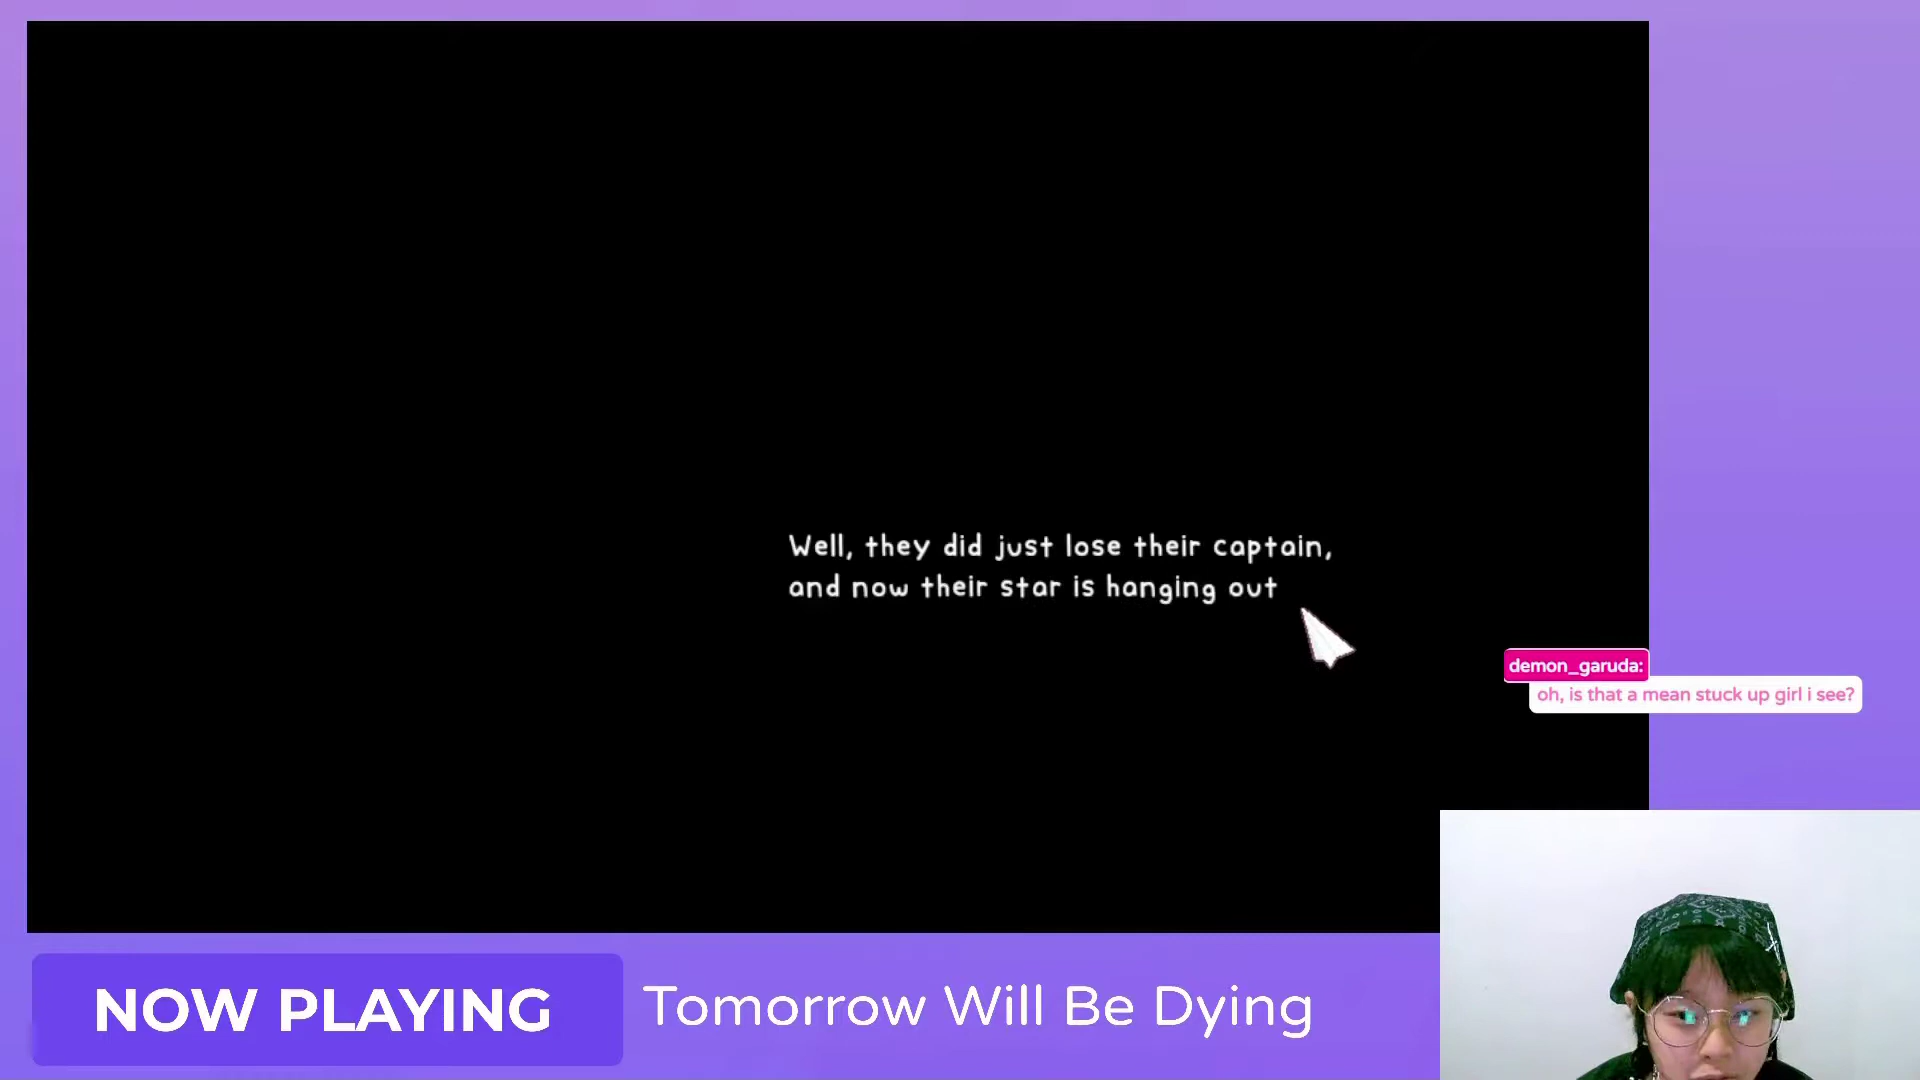 Well, they did just lose their captain,
and now their star is hanging out
demon_garuda:
oh, is that a mean stuck up girl i see?
NOW PLAYING
Tomorrow Will Be Dying